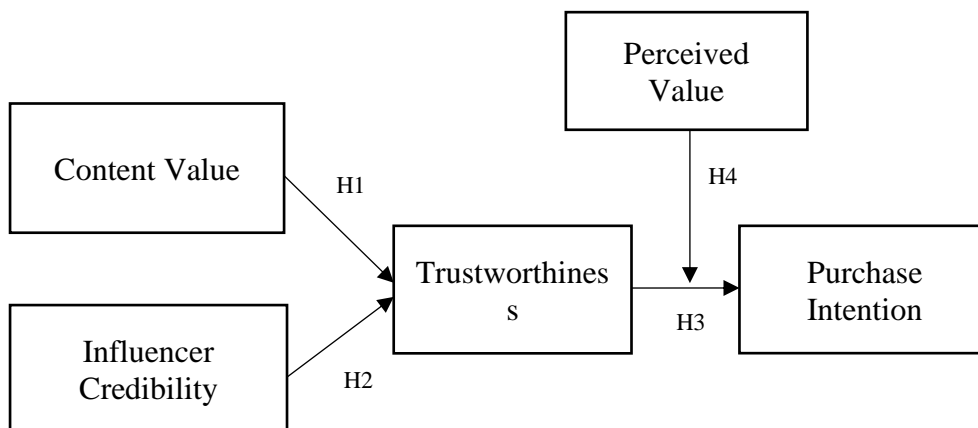 Perceived
Value
Content Value
H1
H4
Trustworthines
s
Purchase
Intention
H3
Influencer
Credibility
H2